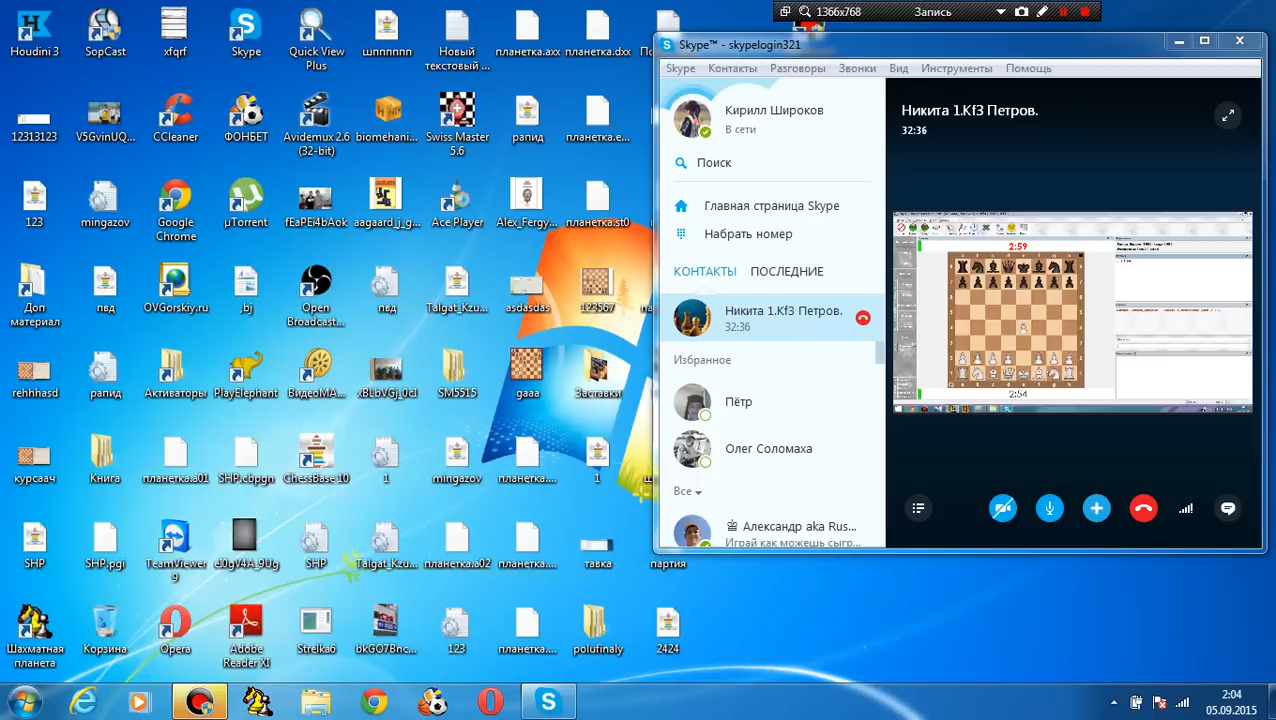 1366x768 Запись
Skype™ - skypelogin321
Skype Контакты Разговоры Звонки Вид Инструменты Помощь
Кирилл Широков
В сети
Поиск
Главная страница Skype
Набрать номер
КОНТАКТЫ ПОСЛЕДНИЕ
Никита 1.Kf3 Петров.
32:36
Избранное
Пётр
Олег Соломаха
Все
Александр aka Rus...
Играй как можешь сыгр...
Никита 1.Kf3 Петров.
32:36
2:59
2:54
Houdini 3
SopCast
xfqrf
Skype
Quick View
Plus
шпппппп
Новый
текстовый ...
планетка.axx
планетка.dxx
12313123
V5GvinUQ...
CCleaner
ФОНБЕТ
Avidemux 2.6
(32-bit)
biomehani...
Swiss Master
5.6
рапид
планетка.e...
123
mingazov
Google
Chrome
µTorrent
fEaPEi4bAok
aagaard_j_g...
Ace Player
Alex_Fergy...
планетка.st0
Доп
материал
пвд
OVGorskiy.ru
.bj
Open
Broadcast...
пвд
Talgat_Kzu...
asdasdas
123567
rehhhasd
рапид
Активаторы
PlayElephant
ВидеоМА...
SM5515
gaaa
Заставки
курсаач
Книга
планетка.a01
SHP.cbpgn
ChessBase 10
1
mingazov
планетка....
1
SHP
SHP.pgi
TeamViewer
9
SHP
Talgat_Kzu...
планетка.a02
планетка....
тавка
партия
Шахматная
планета
Корзина
Opera
Adobe
Reader XI
Strelka6
bkGO7Bnc...
123
планетка....
polufinaly
2424
2:04
05.09.2015